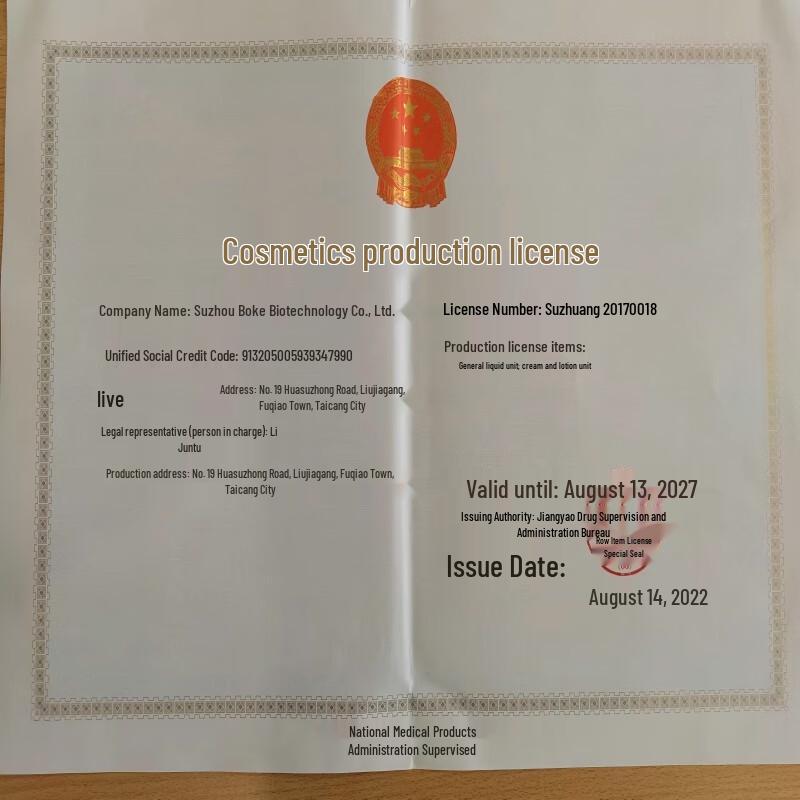 Cosmetics production license
Company Name: Suzhou Boke Biotechnology Co., Ltd.
Unified Social Credit Code: 913205005939347990
live
Address: No. 19 Huasuzhong Road, Liujiagang,
Fuqiao Town, Taicang City
Legal representative (person in charge): Li
Juntu
Production address: No. 19 Huasuzhong Road, Liujiagang, Fuqiao Town,
Taicang City
License Number: Suzhuang 20170018
Production license items:
General liquid unit; cream and lotion unit
Valid until: August 13, 2027
Issuing Authority: Jiangyao Drug Supervision and
Administration Bureau
Row Item License
Special Seal
Issue Date:
August 14, 2022
National Medical Products
Administration Supervised